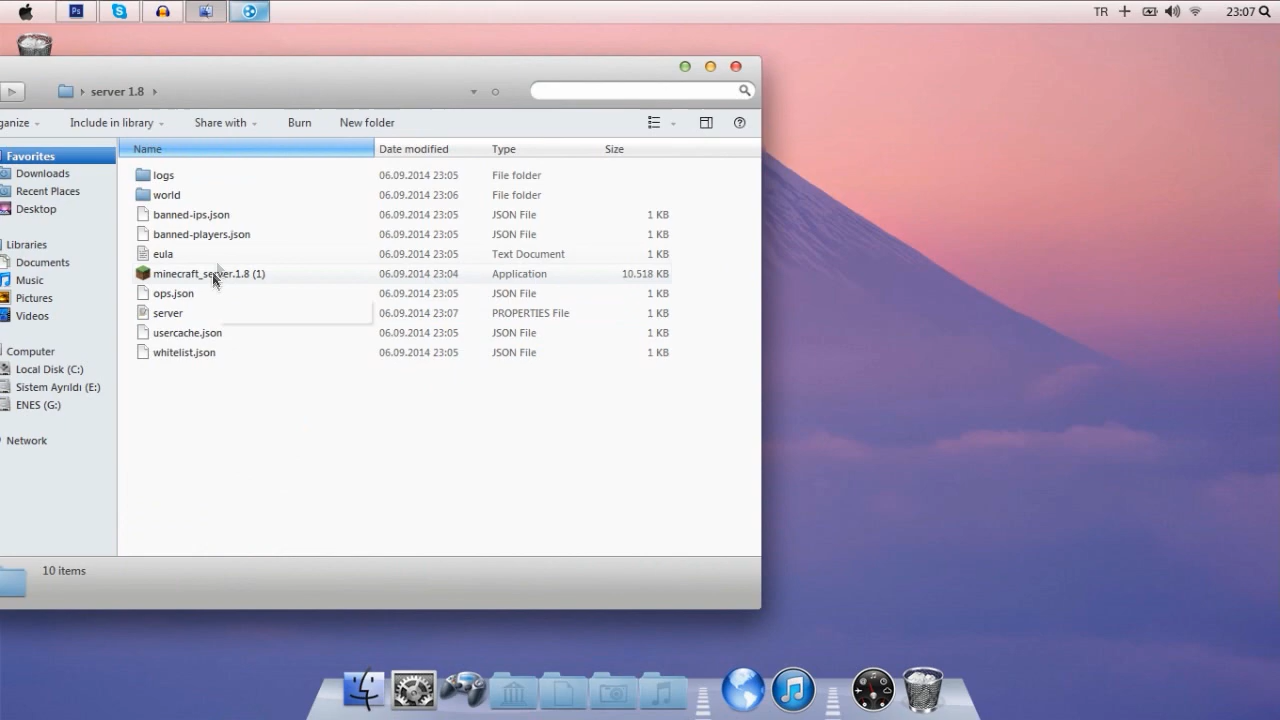 Ps
TR
23:07
server 1.8
ganize
Include in library
Share with
Burn
New folder
Name
Date modified
Type
Size
Favorites
Downloads
Recent Places
Desktop
Libraries
Documents
Music
Pictures
Videos
Computer
Local Disk (C:)
Sistem Ayrıldı (E:)
ENES (G:)
Network
logs 06.09.2014 23:05 File folder
world 06.09.2014 23:06 File folder
banned-ips.json 06.09.2014 23:05 JSON File 1 KB
banned-players.json 06.09.2014 23:05 JSON File 1 KB
eula 06.09.2014 23:05 Text Document 1 KB
minecraft_server.1.8 (1) 06.09.2014 23:04 Application 10.518 KB
ops.json 06.09.2014 23:05 JSON File 1 KB
server 06.09.2014 23:07 PROPERTIES File 1 KB
usercache.json 06.09.2014 23:05 JSON File 1 KB
whitelist.json 06.09.2014 23:05 JSON File 1 KB
10 items